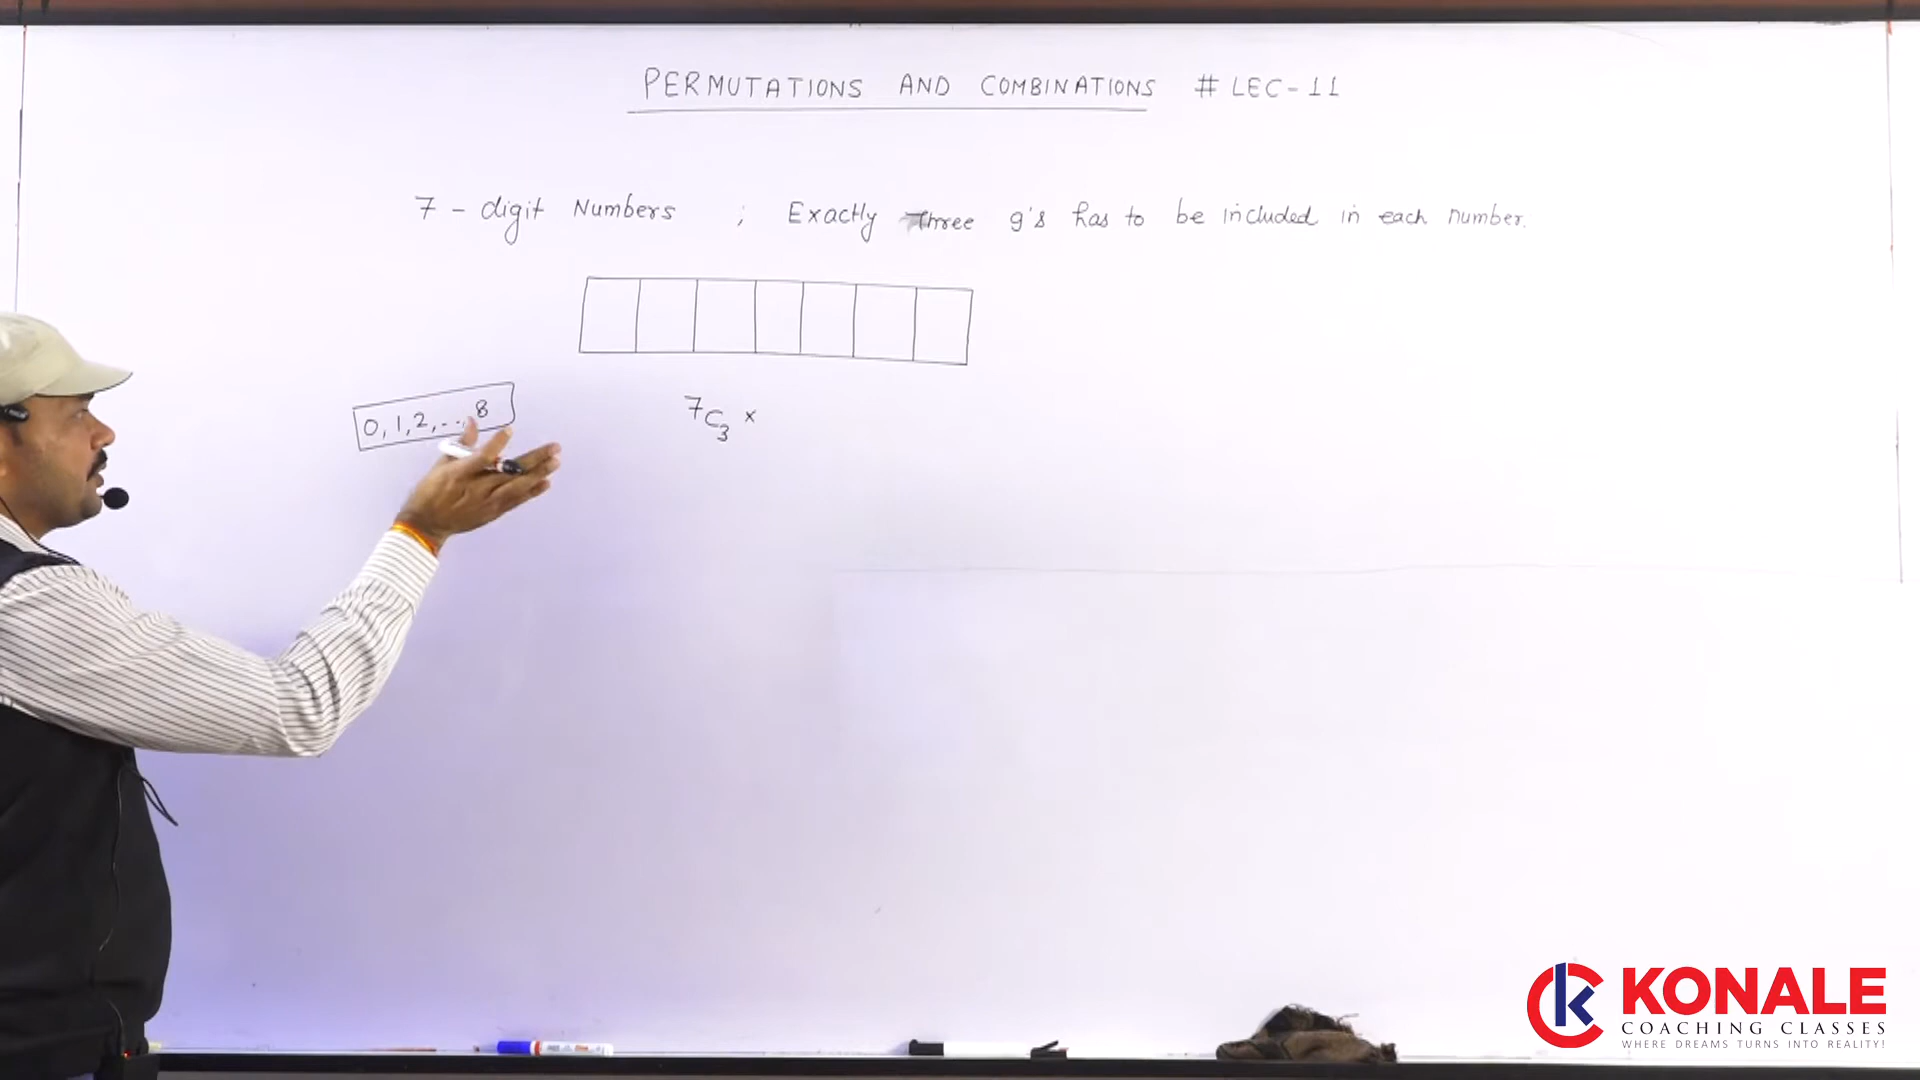 PERMUTATIONS AND COMBINATIONS # LEC-11
7 - digit Numbers ; Exactly Three 9's has to be included in each number.
0, 1, 2, ..., 8
⁷C₃ ×
KONALE
COACHING CLASSES
WHERE DREAMS TURNS INTO REALITY!